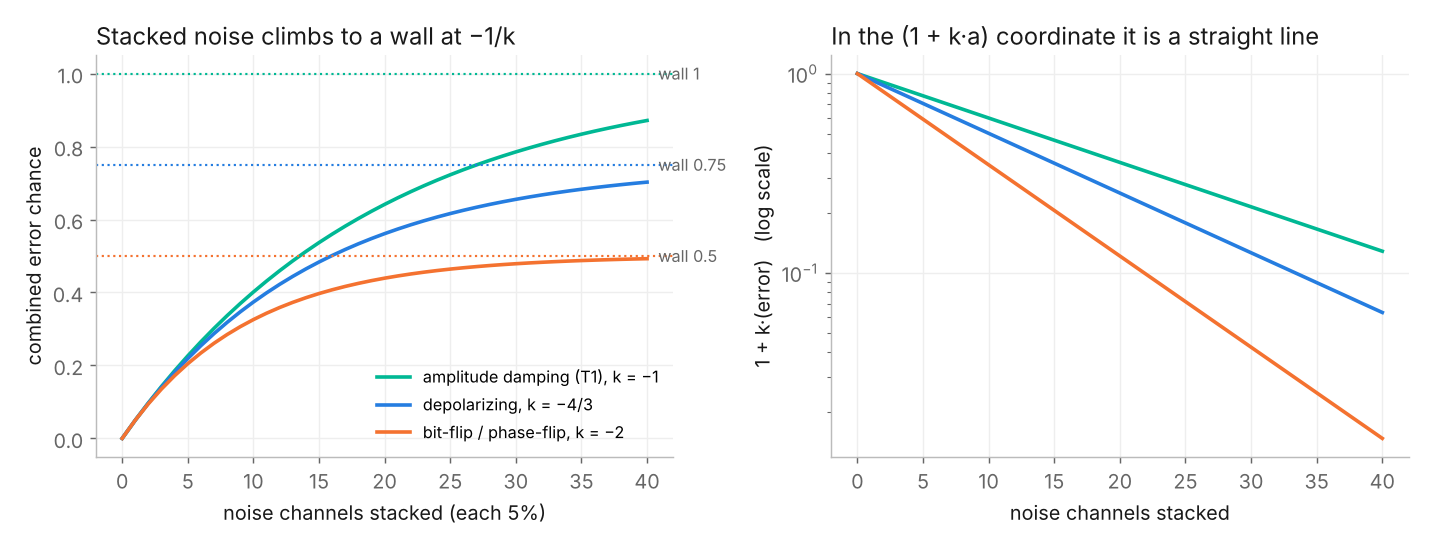 Stacked noise climbs to a wall at −1/k
combined error chance
1.0
0.8
0.6
0.4
0.2
0.0
wall 1
wall 0.75
wall 0.5
amplitude damping (T1), k = −1
depolarizing, k = −4/3
bit-flip / phase-flip, k = −2
0 5 10 15 20 25 30 35 40
noise channels stacked (each 5%)
In the (1 + k·a) coordinate it is a straight line
1 + k·(error) (log scale)
10⁰
10⁻¹
0 5 10 15 20 25 30 35 40
noise channels stacked